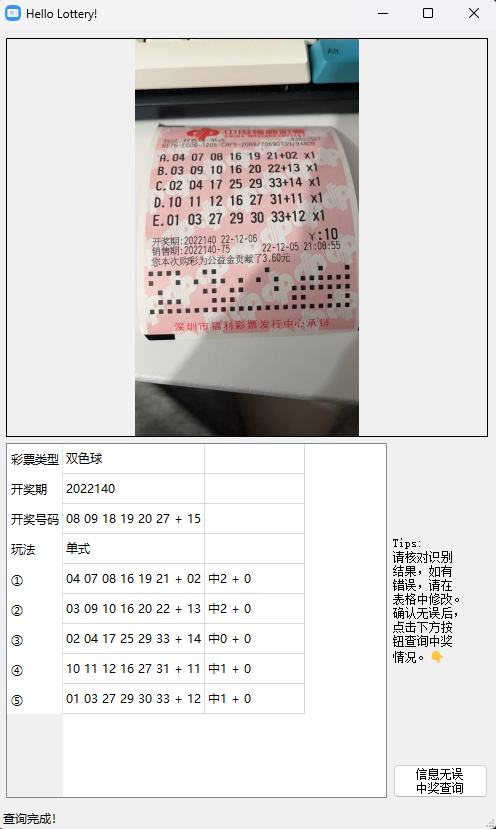 Hello Lottery!
Alt
中国福利彩票
A.04 07 08 16 19 21+02 x1
B.03 09 10 16 20 22+13 x1
C.02 04 17 25 29 33+14 x1
D.10 11 12 16 27 31+11 x1
E.01 03 27 29 30 33+12 x1
开奖期:2022140 22-12-06 ￥:10
销售期:2022140-75 22-12-05 21:08:55
您本次购彩为公益金贡献了3.60元
深圳市福利彩票发行中心承销
彩票类型 双色球
开奖期 2022140
开奖号码 08 09 18 19 20 27 + 15
玩法 单式
① 04 07 08 16 19 21 + 02 中2 + 0
② 03 09 10 16 20 22 + 13 中2 + 0
③ 02 04 17 25 29 33 + 14 中0 + 0
④ 10 11 12 16 27 31 + 11 中1 + 0
⑤ 01 03 27 29 30 33 + 12 中1 + 0
Tips:
请核对识别
结果，如有
错误，请在
表格中修改。
确认无误后，
点击下方按
钮查询中奖
情况。👇
信息无误
中奖查询
查询完成！